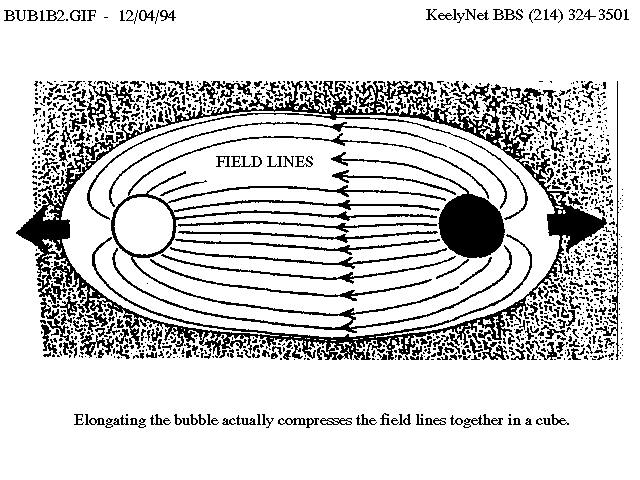 BUB1B2.GIF - 12/04/94
KeelyNet BBS (214) 324-3501
FIELD LINES
Elongating the bubble actually compresses the field lines together in a cube.